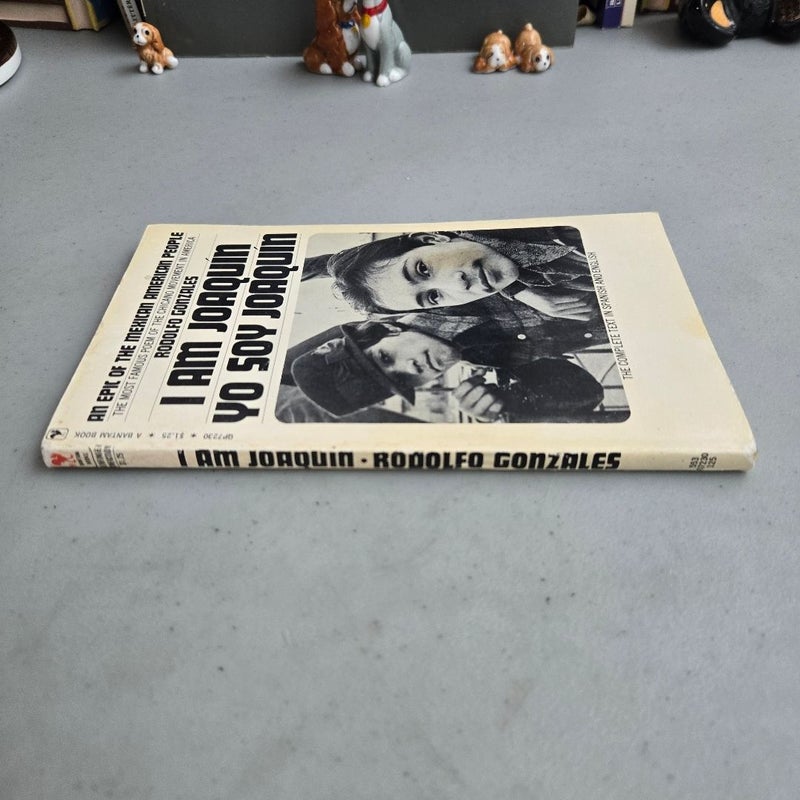 AN EPIC OF THE MEXICAN AMERICAN PEOPLE
THE MOST FAMOUS POEM OF THE CHICANO MOVEMENT IN AMERICA
RODOLFO GONZALES
I AM JOAQUÍN
YO SOY JOAQUÍN
THE COMPLETE TEXT IN SPANISH AND ENGLISH
QP7230 ★ $1.25 ★ A BANTAM BOOK
I AM JOAQUIN • RODOLFO GONZALES